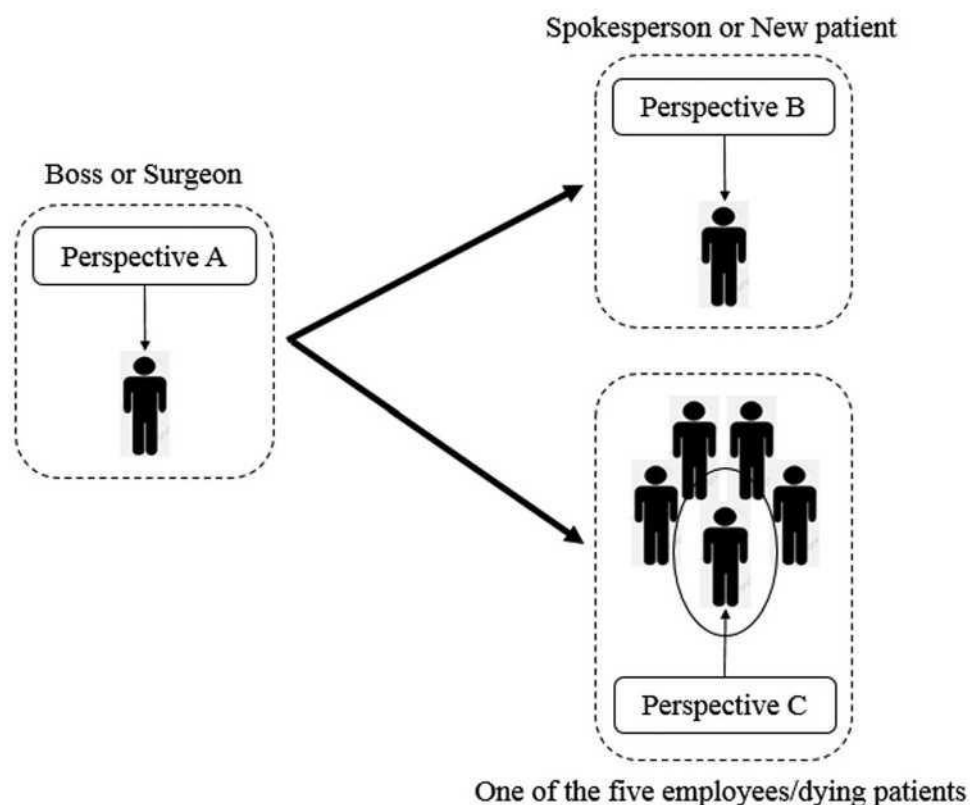 Spokesperson or New patient
Perspective B
Boss or Surgeon
Perspective A
Perspective C
One of the five employees/dying patients